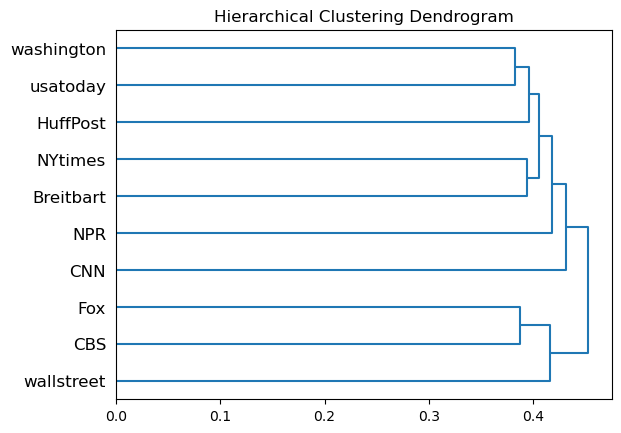 Hierarchical Clustering Dendrogram
washington
usatoday
HuffPost
NYtimes
Breitbart
NPR
CNN
Fox
CBS
wallstreet
0.0 0.1 0.2 0.3 0.4